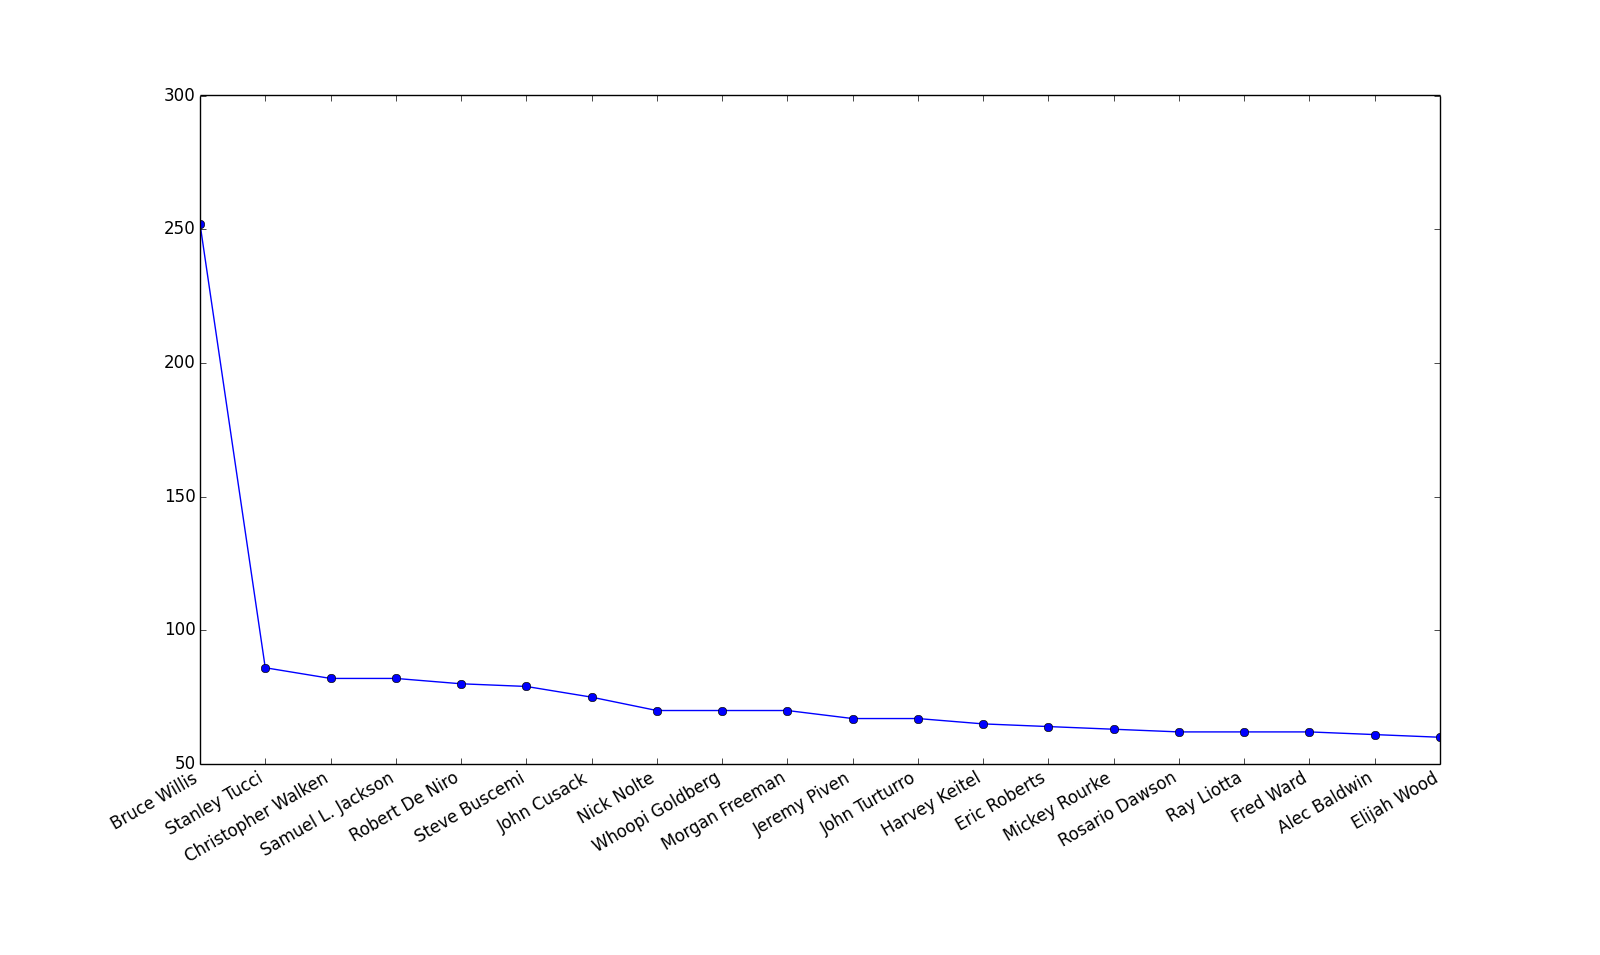 300
250
200
150
100
50
Bruce Willis
Stanley Tucci
Christopher Walken
Samuel L. Jackson
Robert De Niro
Steve Buscemi
John Cusack
Nick Nolte
Whoopi Goldberg
Morgan Freeman
Jeremy Piven
John Turturro
Harvey Keitel
Eric Roberts
Mickey Rourke
Rosario Dawson
Ray Liotta
Fred Ward
Alec Baldwin
Elijah Wood